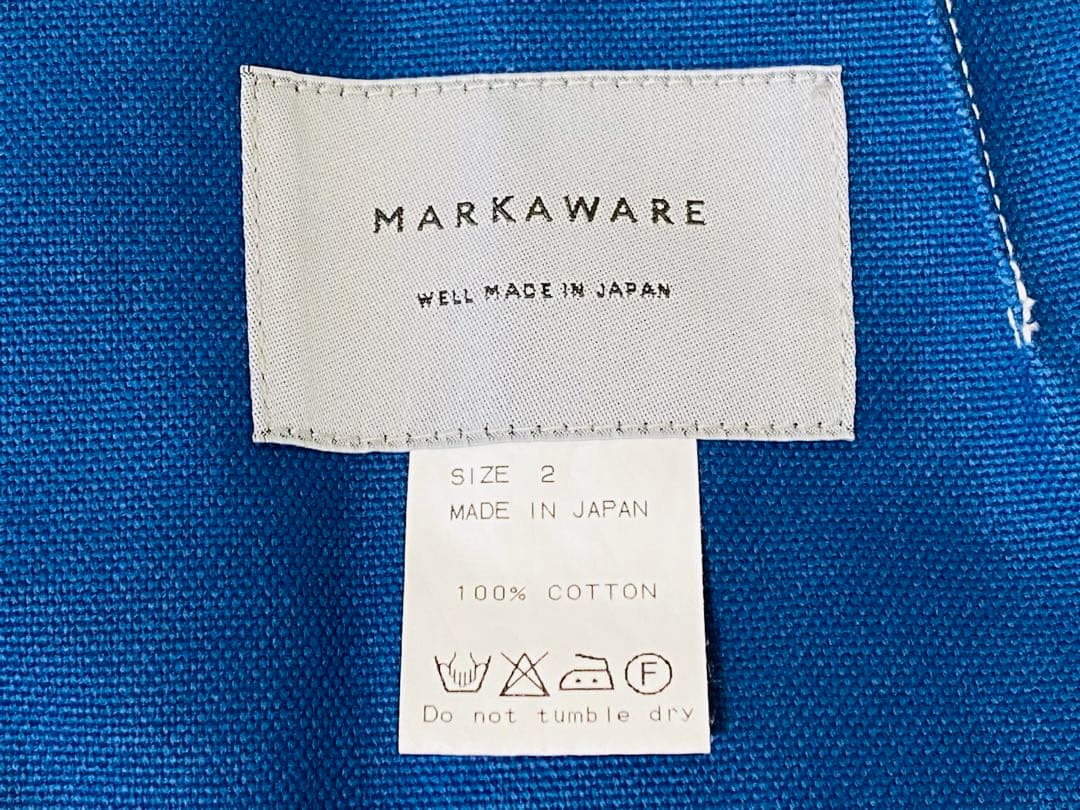 MARKAWARE
WELL MADE IN JAPAN
SIZE 2
MADE IN JAPAN
100% COTTON
F
Do not tumble dry